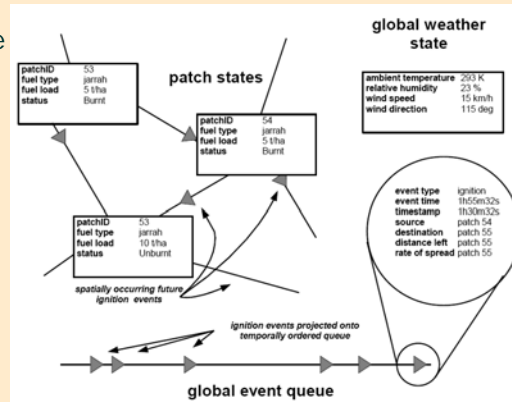 e
global weather
state
patch states
patchID 53
fuel type jarrah
fuel load 5 t/ha
status Burnt
patchID 54
fuel type jarrah
fuel load 5 t/ha
status Burnt
ambient temperature 293 K
relative humidity 23 %
wind speed 15 km/h
wind direction 115 deg
patchID 53
fuel type jarrah
fuel load 10 t/ha
status Unburnt
event type ignition
event time 1h55m32s
timestamp 1h30m32s
source patch 54
destination patch 55
distance left patch 55
rate of spread patch 55
spatially occurring future
ignition events
ignition events projected onto
temporally ordered queue
global event queue